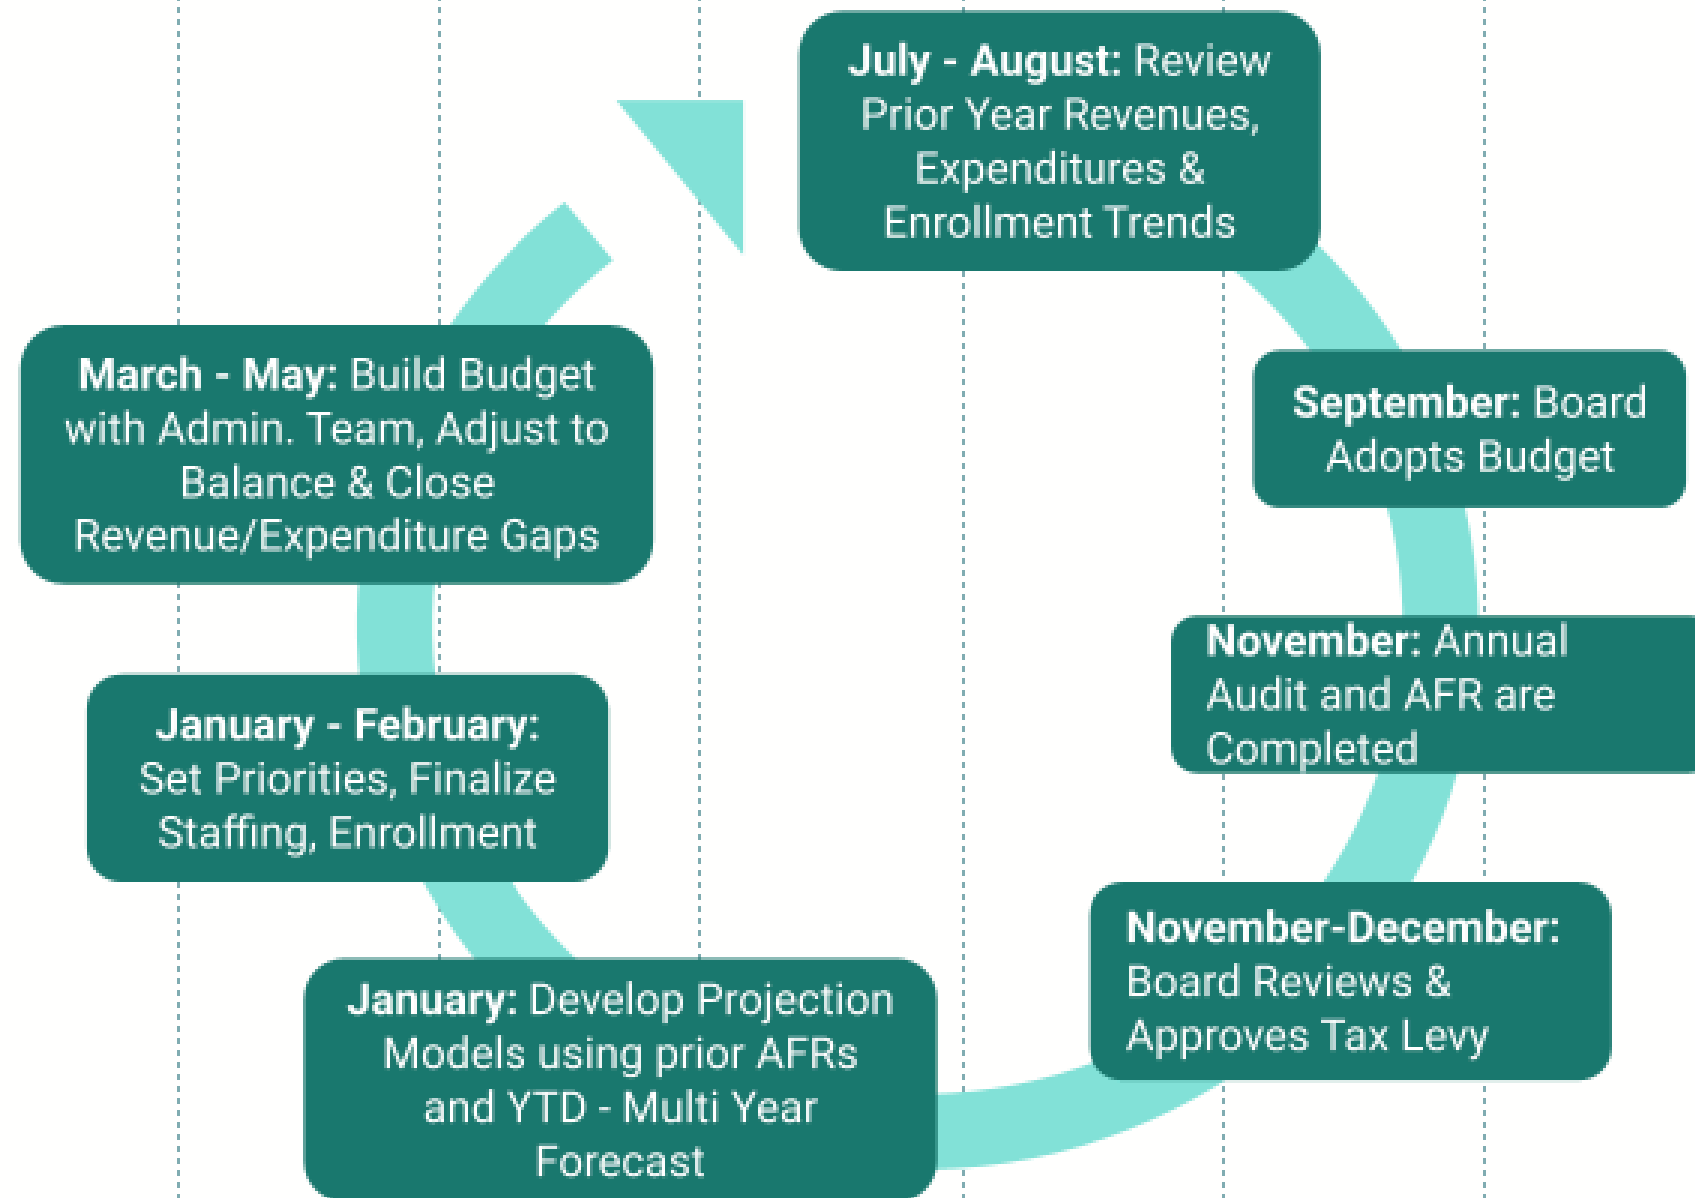 July - August: Review
Prior Year Revenues,
Expenditures &
Enrollment Trends
September: Board
Adopts Budget
November: Annual
Audit and AFR are
Completed
November-December:
Board Reviews &
Approves Tax Levy
January: Develop Projection
Models using prior AFRs
and YTD - Multi Year
Forecast
January - February:
Set Priorities, Finalize
Staffing, Enrollment
March - May: Build Budget
with Admin. Team, Adjust to
Balance & Close
Revenue/Expenditure Gaps